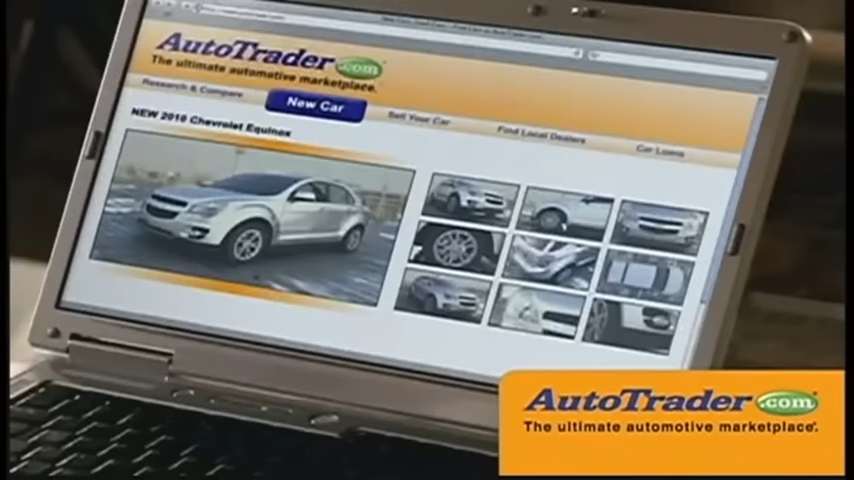 AutoTrader.com
The ultimate automotive marketplace.
Research & Compare
New Car
Sell Your Car
Find Local Dealers
Car Loans
NEW 2010 Chevrolet Equinox
AutoTrader.com
The ultimate automotive marketplace.